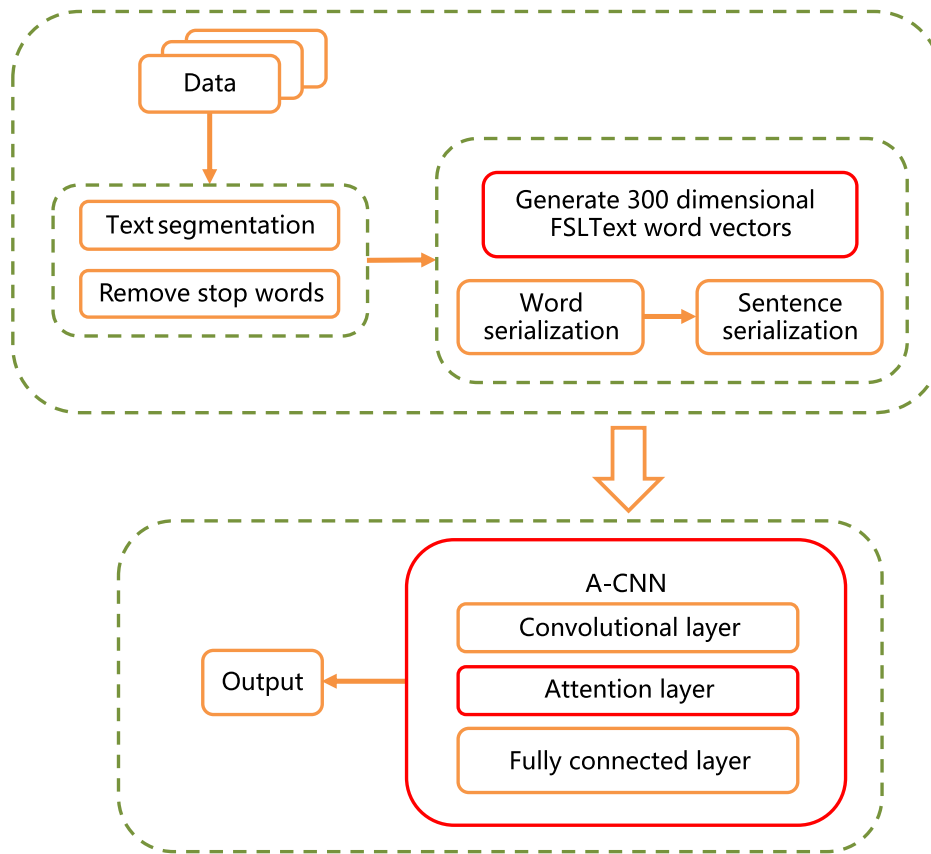 Data
Text segmentation
Remove stop words
Generate 300 dimensional
FSLText word vectors
Word
serialization
Sentence
serialization
A-CNN
Convolutional layer
Attention layer
Fully connected layer
Output